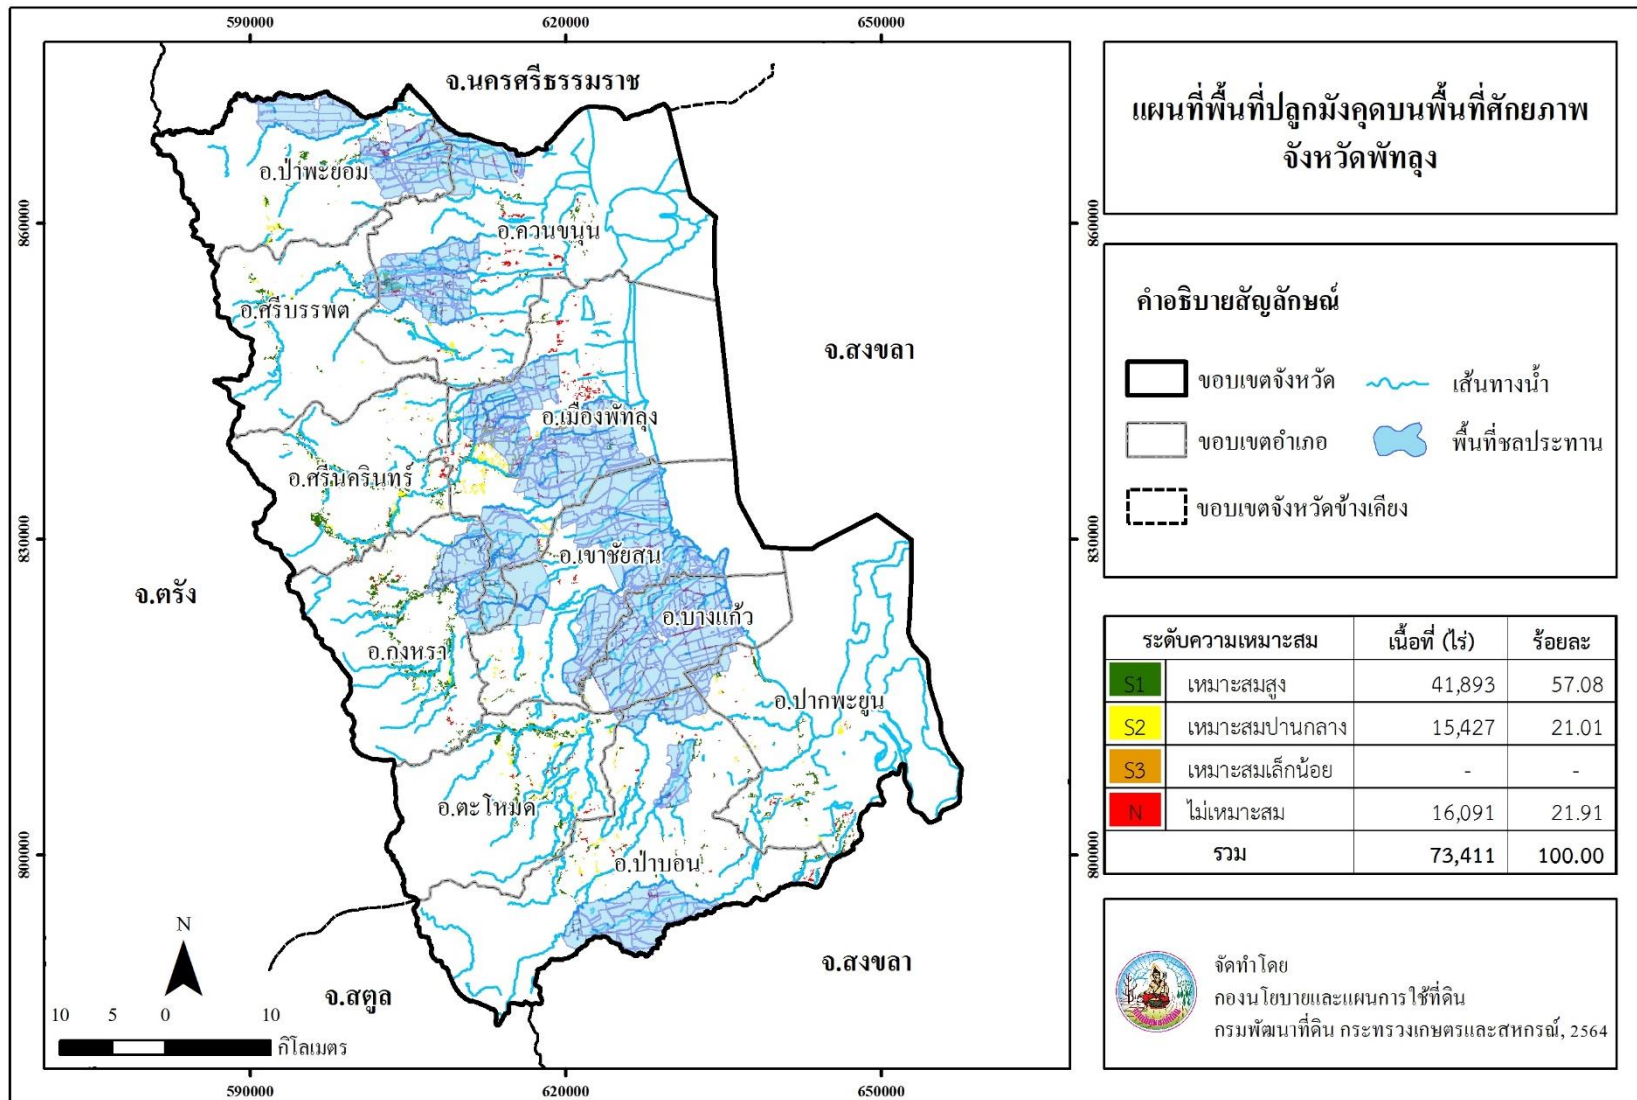 590000
620000
650000
จ.นครศรีธรรมราช
แผนที่พื้นที่ปลูกมังคุดบนพื้นที่ศักยภาพ
จังหวัดพัทลุง
อ.ป่าพะยอม
860000
อ.ควนขนุน
860000
อ.ศรีบรรพต
จ.สงขลา
คำอธิบายสัญลักษณ์
ขอบเขตจังหวัด
เส้นทางน้ำ
ขอบเขตอำเภอ
พื้นที่ชลประทาน
ขอบเขตจังหวัดข้างเคียง
อ.เมืองพัทลุง
อ.ศรีนครินทร์
830000
830000
อ.เขาชัยสน
จ.ตรัง
อ.บางแก้ว
อ.กงหรา
อ.ปากพะยูน
ระดับความเหมาะสม เนื้อที่ (ไร่) ร้อยละ
S1 เหมาะสมสูง 41,893 57.08
S2 เหมาะสมปานกลาง 15,427 21.01
S3 เหมาะสมเล็กน้อย - -
N ไม่เหมาะสม 16,091 21.91
รวม 73,411 100.00
อ.ตะโหมด
800000
อ.ป่าบอน
800000
N
จ.สตูล
จ.สงขลา
10 5 0 10
กิโลเมตร
จัดทำโดย
กองนโยบายและแผนการใช้ที่ดิน
กรมพัฒนาที่ดิน กระทรวงเกษตรและสหกรณ์, 2564
590000
620000
650000